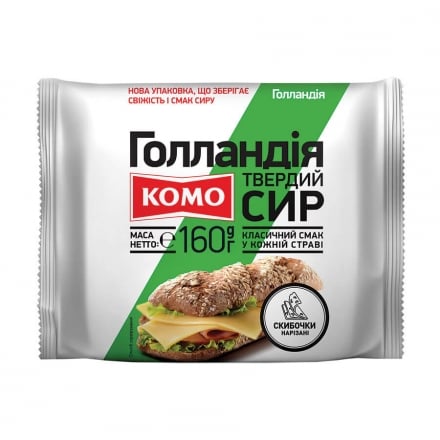 НОВА УПАКОВКА, ЩО ЗБЕРІГАЄ
СВІЖІСТЬ І СМАК СИРУ
Голландія
Голландія
КОМО
ТВЕРДИЙ
СИР
МАСА
НЕТТО:
℮160 g
г
КЛАСИЧНИЙ СМАК
У КОЖНІЙ СТРАВІ
СКИБОЧКИ
НАРІЗАНІ